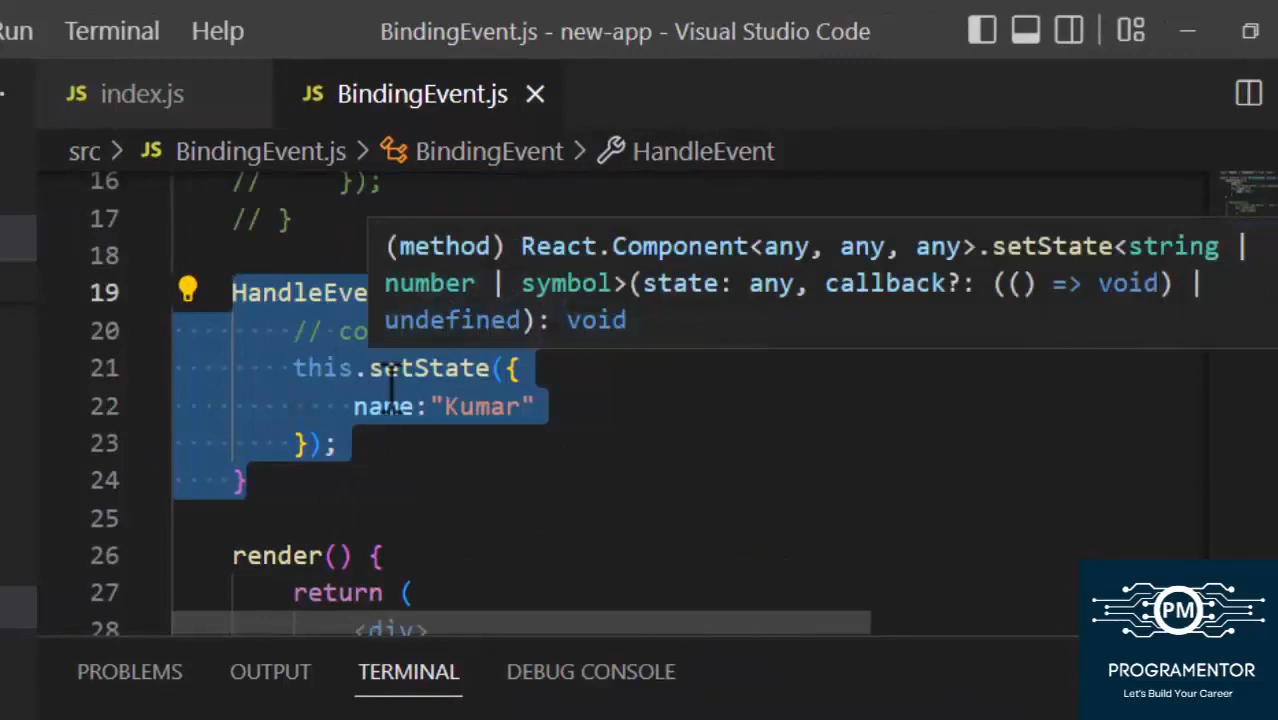 Run Terminal Help BindingEvent.js - new-app - Visual Studio Code
JS index.js JS BindingEvent.js
src > JS BindingEvent.js > BindingEvent > HandleEvent
16 // });
17 // }
18
(method) React.Component<any, any, any>.setState<string |
number | symbol>(state: any, callback?: (() => void) |
undefined): void
19 HandleEve
20 // co
21 this.setState({
22 name:"Kumar"
23 });
24 }
25
26 render() {
27 return (
28 <div>
PROBLEMS OUTPUT TERMINAL DEBUG CONSOLE
PM
PROGRAMENTOR
Let's Build Your Career